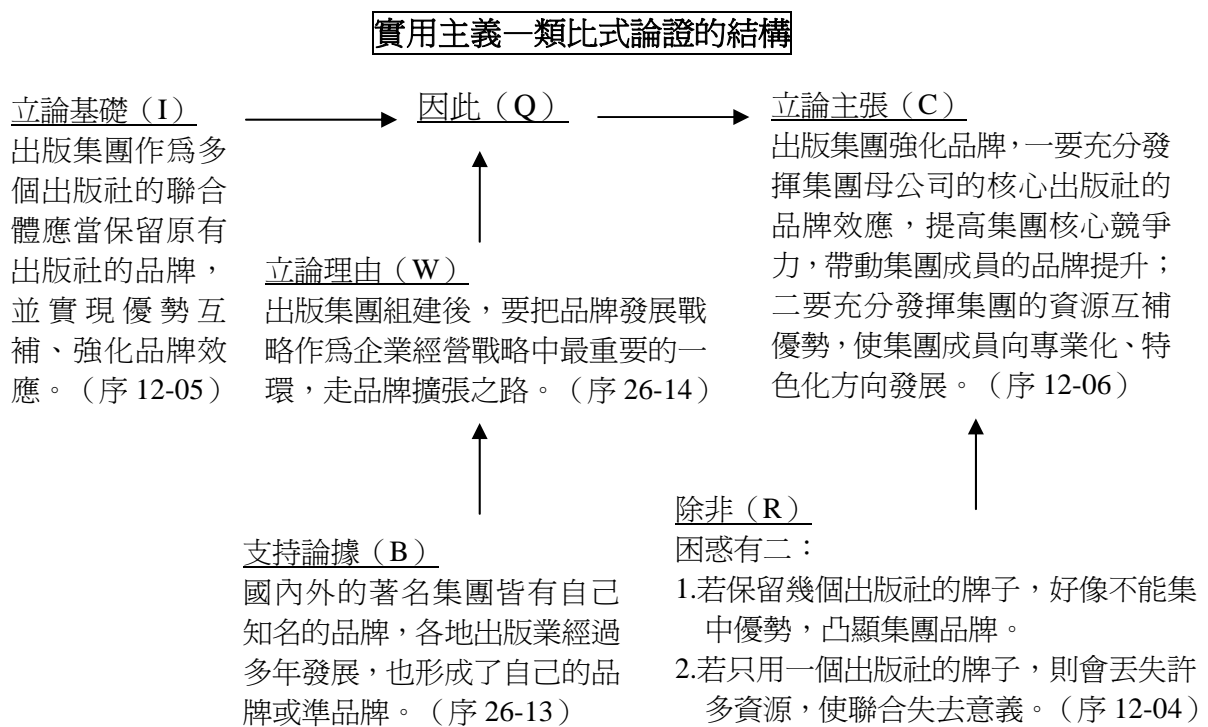 實用主義—類比式論證的結構
立論基礎（I）
出版集團作爲多
個出版社的聯合
體應當保留原有
出版社的品牌，
並實現優勢互
補、強化品牌效
應。（序 12-05）
因此（Q）
立論主張（C）
出版集團強化品牌，一要充分發
揮集團母公司的核心出版社的
品牌效應，提高集團核心競爭
力，帶動集團成員的品牌提升；
二要充分發揮集團的資源互補
優勢，使集團成員向專業化、特
色化方向發展。（序 12-06）
立論理由（W）
出版集團組建後，要把品牌發展戰
略作爲企業經營戰略中最重要的一
環，走品牌擴張之路。（序 26-14）
支持論據（B）
國內外的著名集團皆有自己
知名的品牌，各地出版業經過
多年發展，也形成了自己的品
牌或準品牌。（序 26-13）
除非（R）
困惑有二：
1.若保留幾個出版社的牌子，好像不能集
中優勢，凸顯集團品牌。
2.若只用一個出版社的牌子，則會丟失許
多資源，使聯合失去意義。（序 12-04）